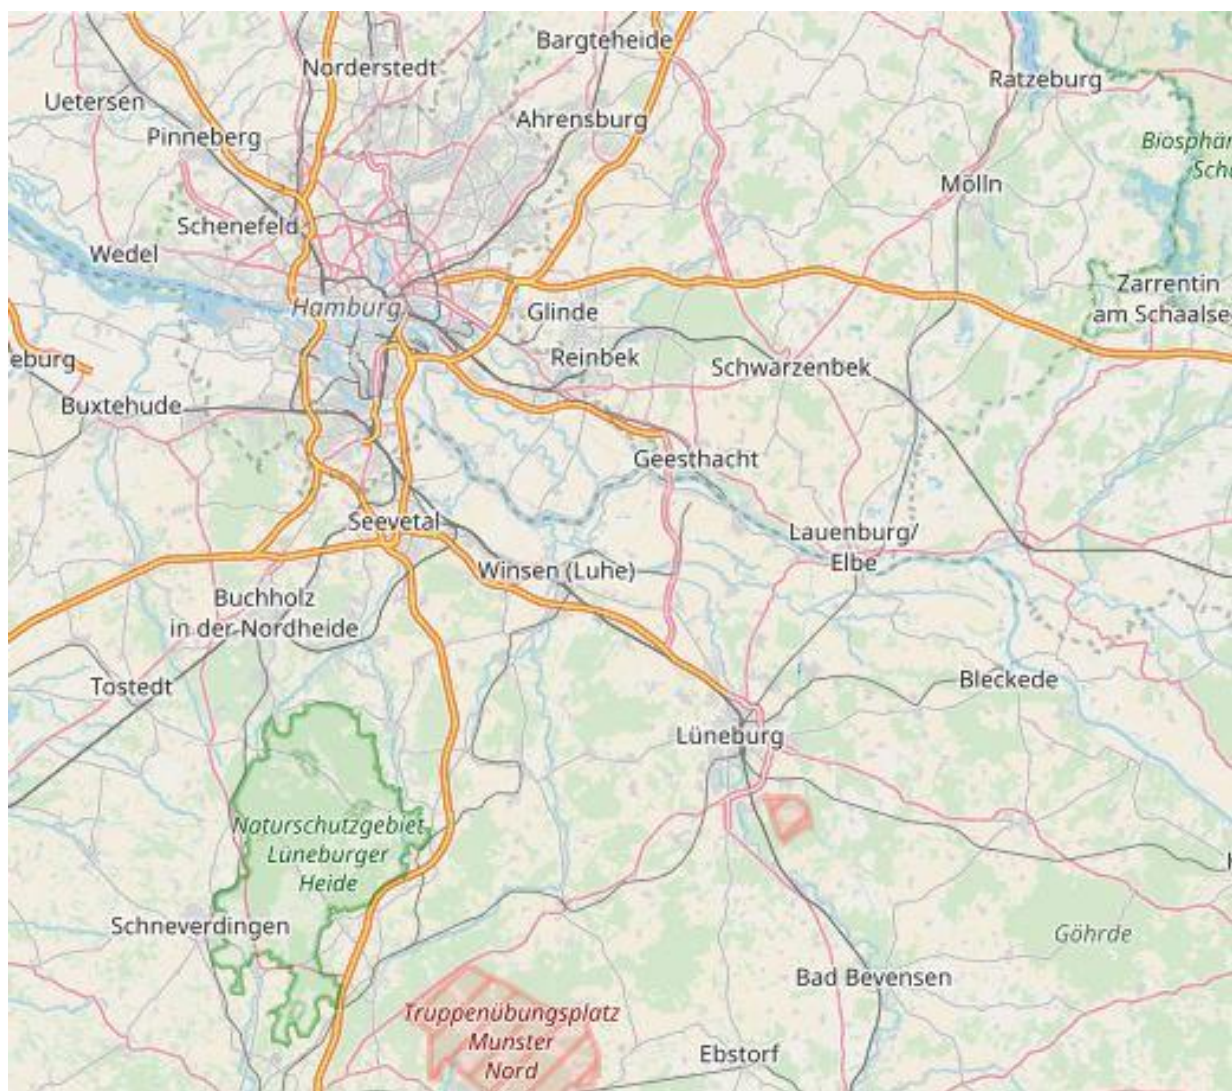 Bargteheide
Norderstedt
Ratzeburg
Uetersen
Ahrensburg
Pinneberg
Mölln
Schenefeld
Wedel
Zarrentin
am Schaalse
Hamburg
Glinde
eburg
Reinbek
Schwarzenbek
Buxtehude
Geesthacht
Seevetal
Lauenburg/
Elbe
Winsen (Luhe)
Buchholz
in der Nordheide
Tostedt
Bleckede
Lüneburg
Naturschutzgebiet
Lüneburger
Heide
Schneverdingen
Göhrde
Bad Bevensen
Truppenübungsplatz
Munster
Nord
Ebstorf